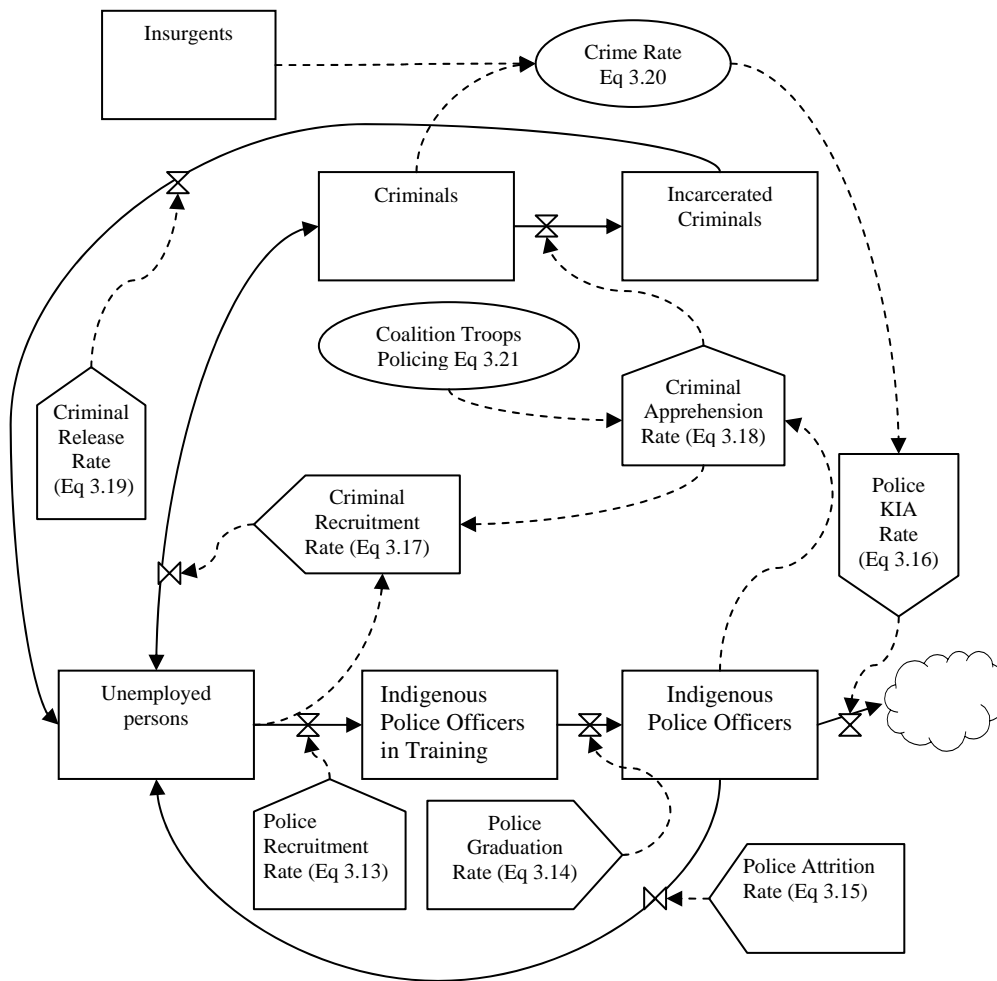 Insurgents
Crime Rate
Eq 3.20
Criminals
Incarcerated
Criminals
Coalition Troops
Policing Eq 3.21
Criminal
Apprehension
Rate (Eq 3.18)
Criminal
Release
Rate
(Eq 3.19)
Criminal
Recruitment
Rate (Eq 3.17)
Police
KIA
Rate
(Eq 3.16)
Unemployed
persons
Indigenous
Police Officers
in Training
Indigenous
Police Officers
Police
Recruitment
Rate (Eq 3.13)
Police
Graduation
Rate (Eq 3.14)
Police Attrition
Rate (Eq 3.15)